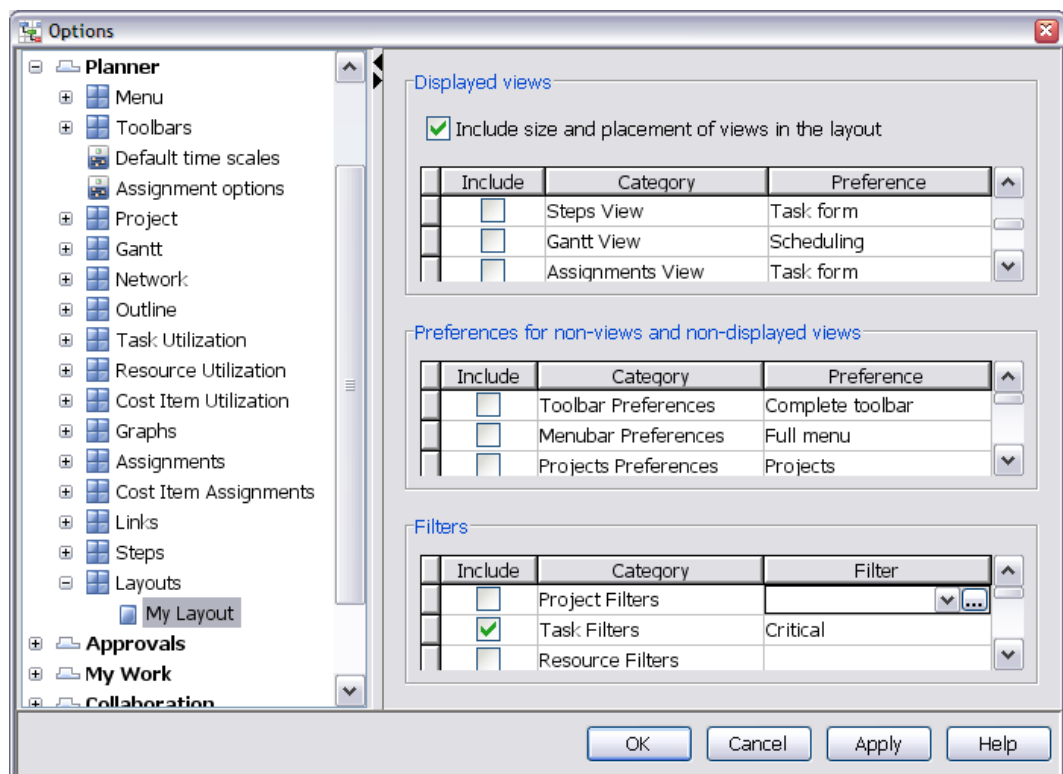 Options
Planner
Menu
Toolbars
Default time scales
Assignment options
Project
Gantt
Network
Outline
Task Utilization
Resource Utilization
Cost Item Utilization
Graphs
Assignments
Cost Item Assignments
Links
Steps
Layouts
My Layout
Approvals
My Work
Collaboration
Displayed views
Include size and placement of views in the layout
Include Category Preference
Steps View Task form
Gantt View Scheduling
Assignments View Task form
Preferences for non-views and non-displayed views
Include Category Preference
Toolbar Preferences Complete toolbar
Menubar Preferences Full menu
Projects Preferences Projects
Filters
Include Category Filter
Project Filters ...
Task Filters Critical
Resource Filters
OK Cancel Apply Help